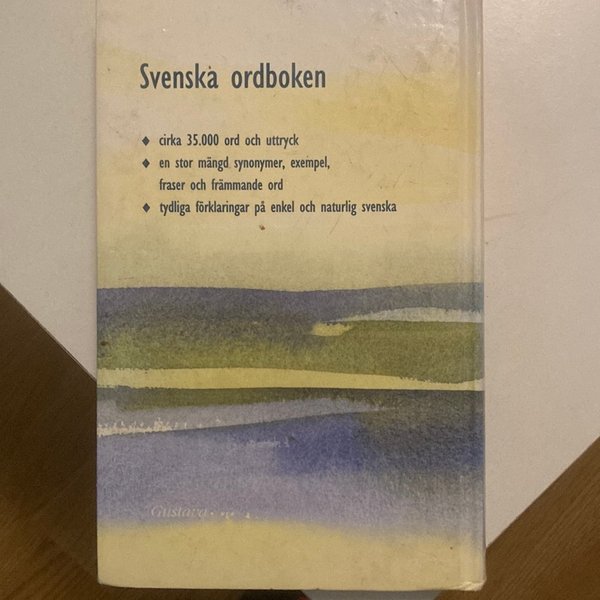 Svenska ordboken
◆ cirka 35.000 ord och uttryck
◆ en stor mängd synonymer, exempel,
fraser och främmande ord
◆ tydliga förklaringar på enkel och naturlig svenska
Gustava